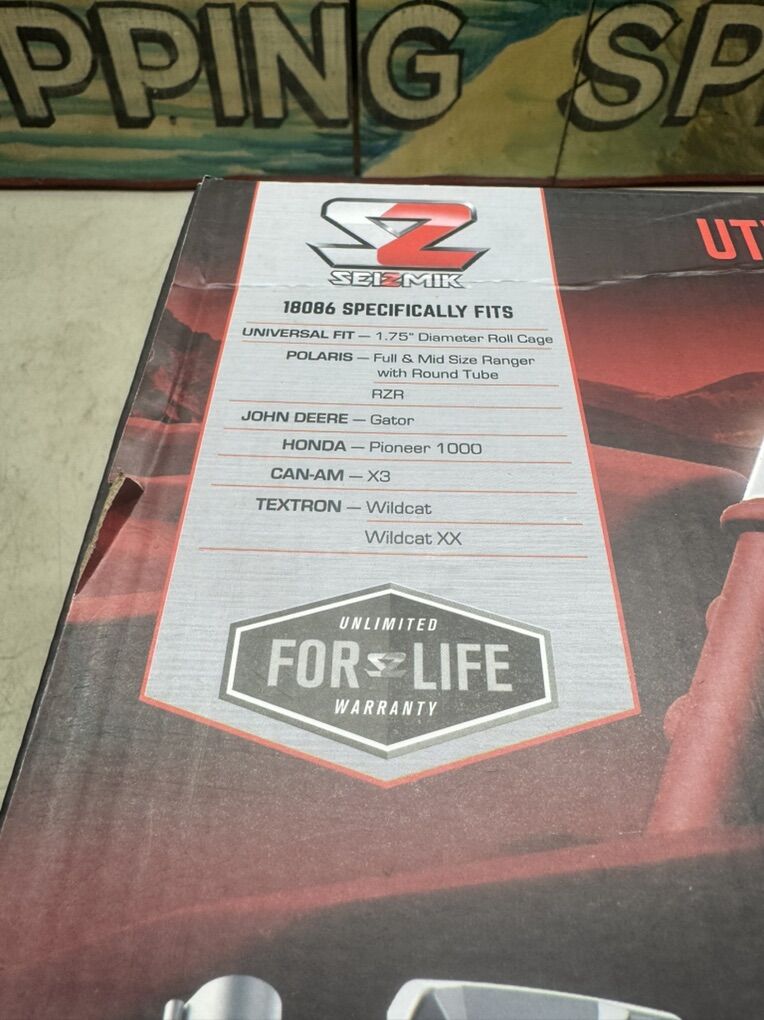 PPING SP
SEIZMIK
UT
18086 SPECIFICALLY FITS
UNIVERSAL FIT — 1.75" Diameter Roll Cage
POLARIS — Full & Mid Size Ranger
with Round Tube
RZR
JOHN DEERE — Gator
HONDA — Pioneer 1000
CAN-AM — X3
TEXTRON — Wildcat
Wildcat XX
UNLIMITED
FOR LIFE
WARRANTY